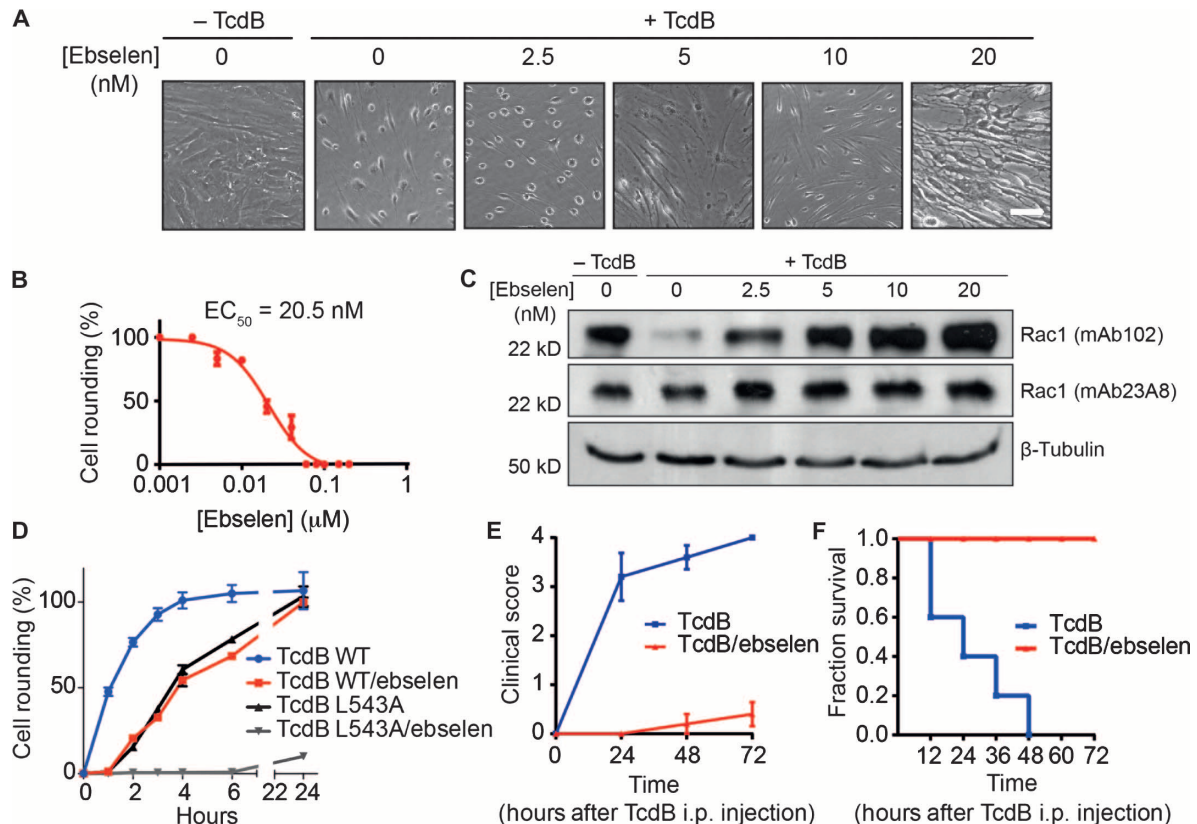 A
– TcdB
+ TcdB
[Ebselen]
(nM)
0
0
2.5
5
10
20
B
EC50 = 20.5 nM
Cell rounding (%)
100
50
0
0.001
0.01
0.1
1
[Ebselen] (μM)
C
– TcdB
+ TcdB
[Ebselen]
(nM)
0
0
2.5
5
10
20
22 kD
Rac1 (mAb102)
22 kD
Rac1 (mAb23A8)
50 kD
β-Tubulin
D
Cell rounding (%)
100
50
0
TcdB WT
TcdB WT/ebselen
TcdB L543A
TcdB L543A/ebselen
0
2
4
6
22
24
Hours
E
Clinical score
4
3
2
1
0
TcdB
TcdB/ebselen
0
24
48
72
Time
(hours after TcdB i.p. injection)
F
Fraction survival
1.0
0.8
0.6
0.4
0.2
0.0
TcdB
TcdB/ebselen
12
24
36
48
60
72
Time
(hours after TcdB i.p. injection)